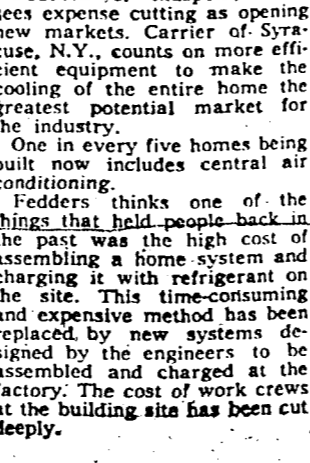 sees expense cutting as opening
new markets. Carrier of Syra-
cuse, N.Y., counts on more effi-
cient equipment to make the
cooling of the entire home the
greatest potential market for
the industry.
One in every five homes being
built now includes central air
conditioning.
Fedders thinks one of the
things that held people back in
the past was the high cost of
assembling a home system and
charging it with refrigerant on
the site. This time-consuming
and expensive method has been
replaced by new systems de-
signed by the engineers to be
assembled and charged at the
factory. The cost of work crews
at the building site has been cut
deeply.